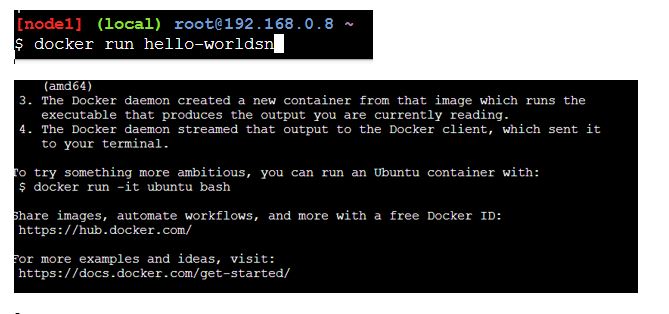 [node1] (local) root@192.168.0.8 ~
$ docker run hello-worldsn
(amd64)
3. The Docker daemon created a new container from that image which runs the
executable that produces the output you are currently reading.
4. The Docker daemon streamed that output to the Docker client, which sent it
to your terminal.
To try something more ambitious, you can run an Ubuntu container with:
$ docker run -it ubuntu bash
Share images, automate workflows, and more with a free Docker ID:
https://hub.docker.com/
For more examples and ideas, visit:
https://docs.docker.com/get-started/